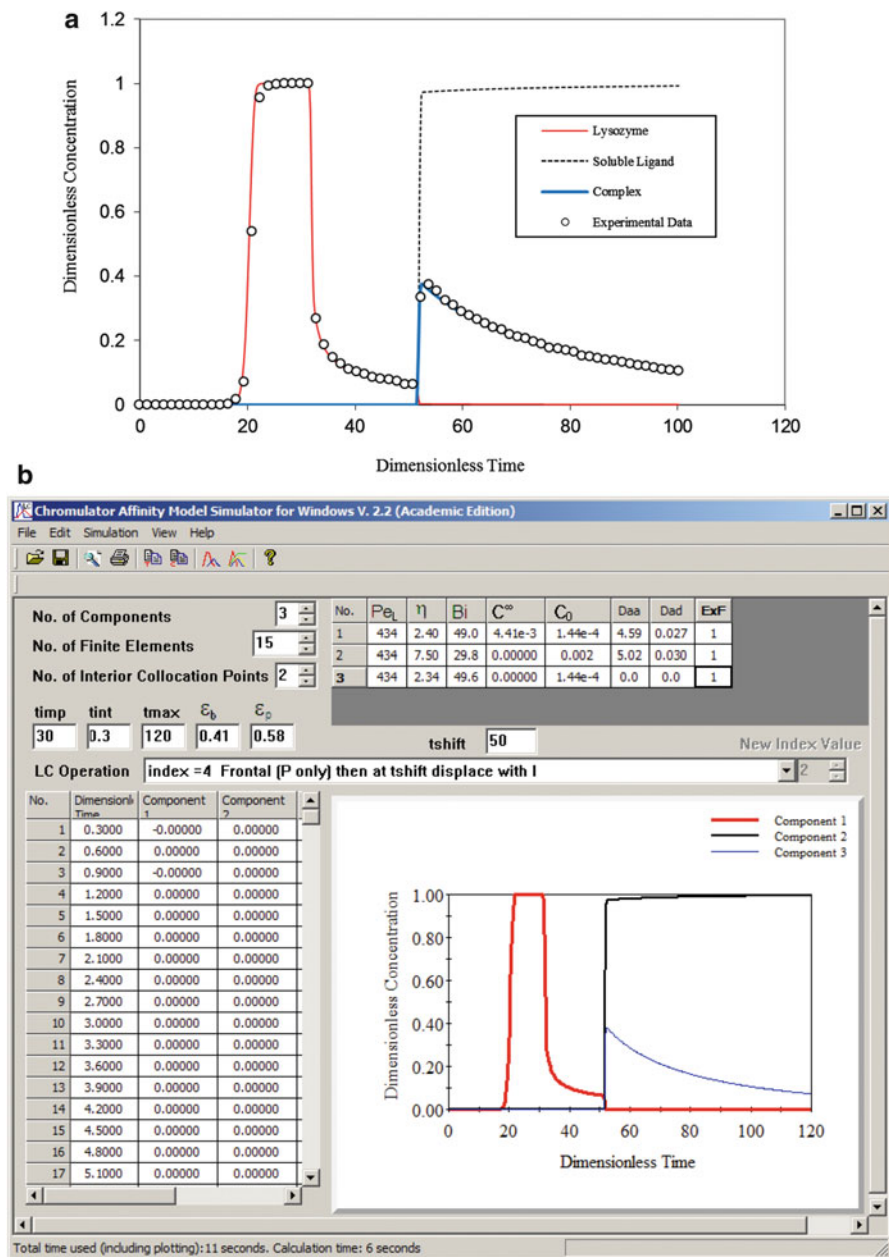 a
1.2
1
0.8
0.6
0.4
0.2
0
Dimensionless Concentration
Lysozyme
Soluble Ligand
Complex
Experimental Data
0 20 40 60 80 100 120
Dimensionless Time
b
Chromulator Affinity Model Simulator for Windows V. 2.2 (Academic Edition)
File Edit Simulation View Help
No. of Components 3
No. of Finite Elements 15
No. of Interior Collocation Points 2
No. PeL η Bi C∞ C0 Daa Dad ExF
1 434 2.40 49.0 4.41e-3 1.44e-4 4.59 0.027 1
2 434 7.50 29.8 0.00000 0.002 5.02 0.030 1
3 434 2.34 49.6 0.00000 1.44e-4 0.0 0.0 1
timp tint tmax εb εp
30 0.3 120 0.41 0.58
tshift 50
New Index Value
LC Operation index =4 Frontal (P only) then at tshift displace with I 2
No. Dimensionle Time Component 1 Component 2
1 0.3000 -0.00000 0.00000
2 0.6000 0.00000 0.00000
3 0.9000 -0.00000 0.00000
4 1.2000 0.00000 0.00000
5 1.5000 0.00000 0.00000
6 1.8000 0.00000 0.00000
7 2.1000 0.00000 0.00000
8 2.4000 0.00000 0.00000
9 2.7000 0.00000 0.00000
10 3.0000 0.00000 0.00000
11 3.3000 0.00000 0.00000
12 3.6000 0.00000 0.00000
13 3.9000 0.00000 0.00000
14 4.2000 0.00000 0.00000
15 4.5000 0.00000 0.00000
16 4.8000 0.00000 0.00000
17 5.1000 0.00000 0.00000
Component 1
Component 2
Component 3
1.00
0.80
0.60
0.40
0.20
0.00
Dimensionless Concentration
0 20 40 60 80 100 120
Dimensionless Time
Total time used (including plotting):11 seconds. Calculation time: 6 seconds